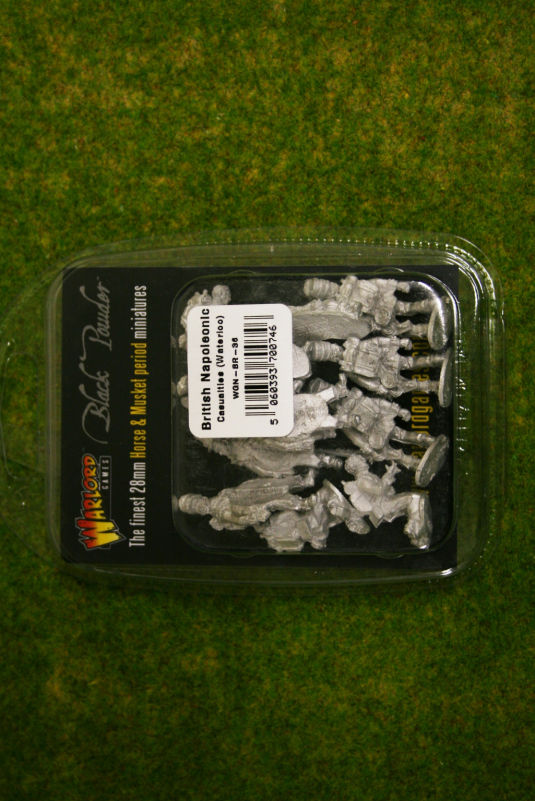 WARLORD
GAMES
Black Powder
The finest 28mm Horse & Musket period miniatures
British Napoleonic
Casualties (Waterloo)
WGN-BR-36
5 060393 700746